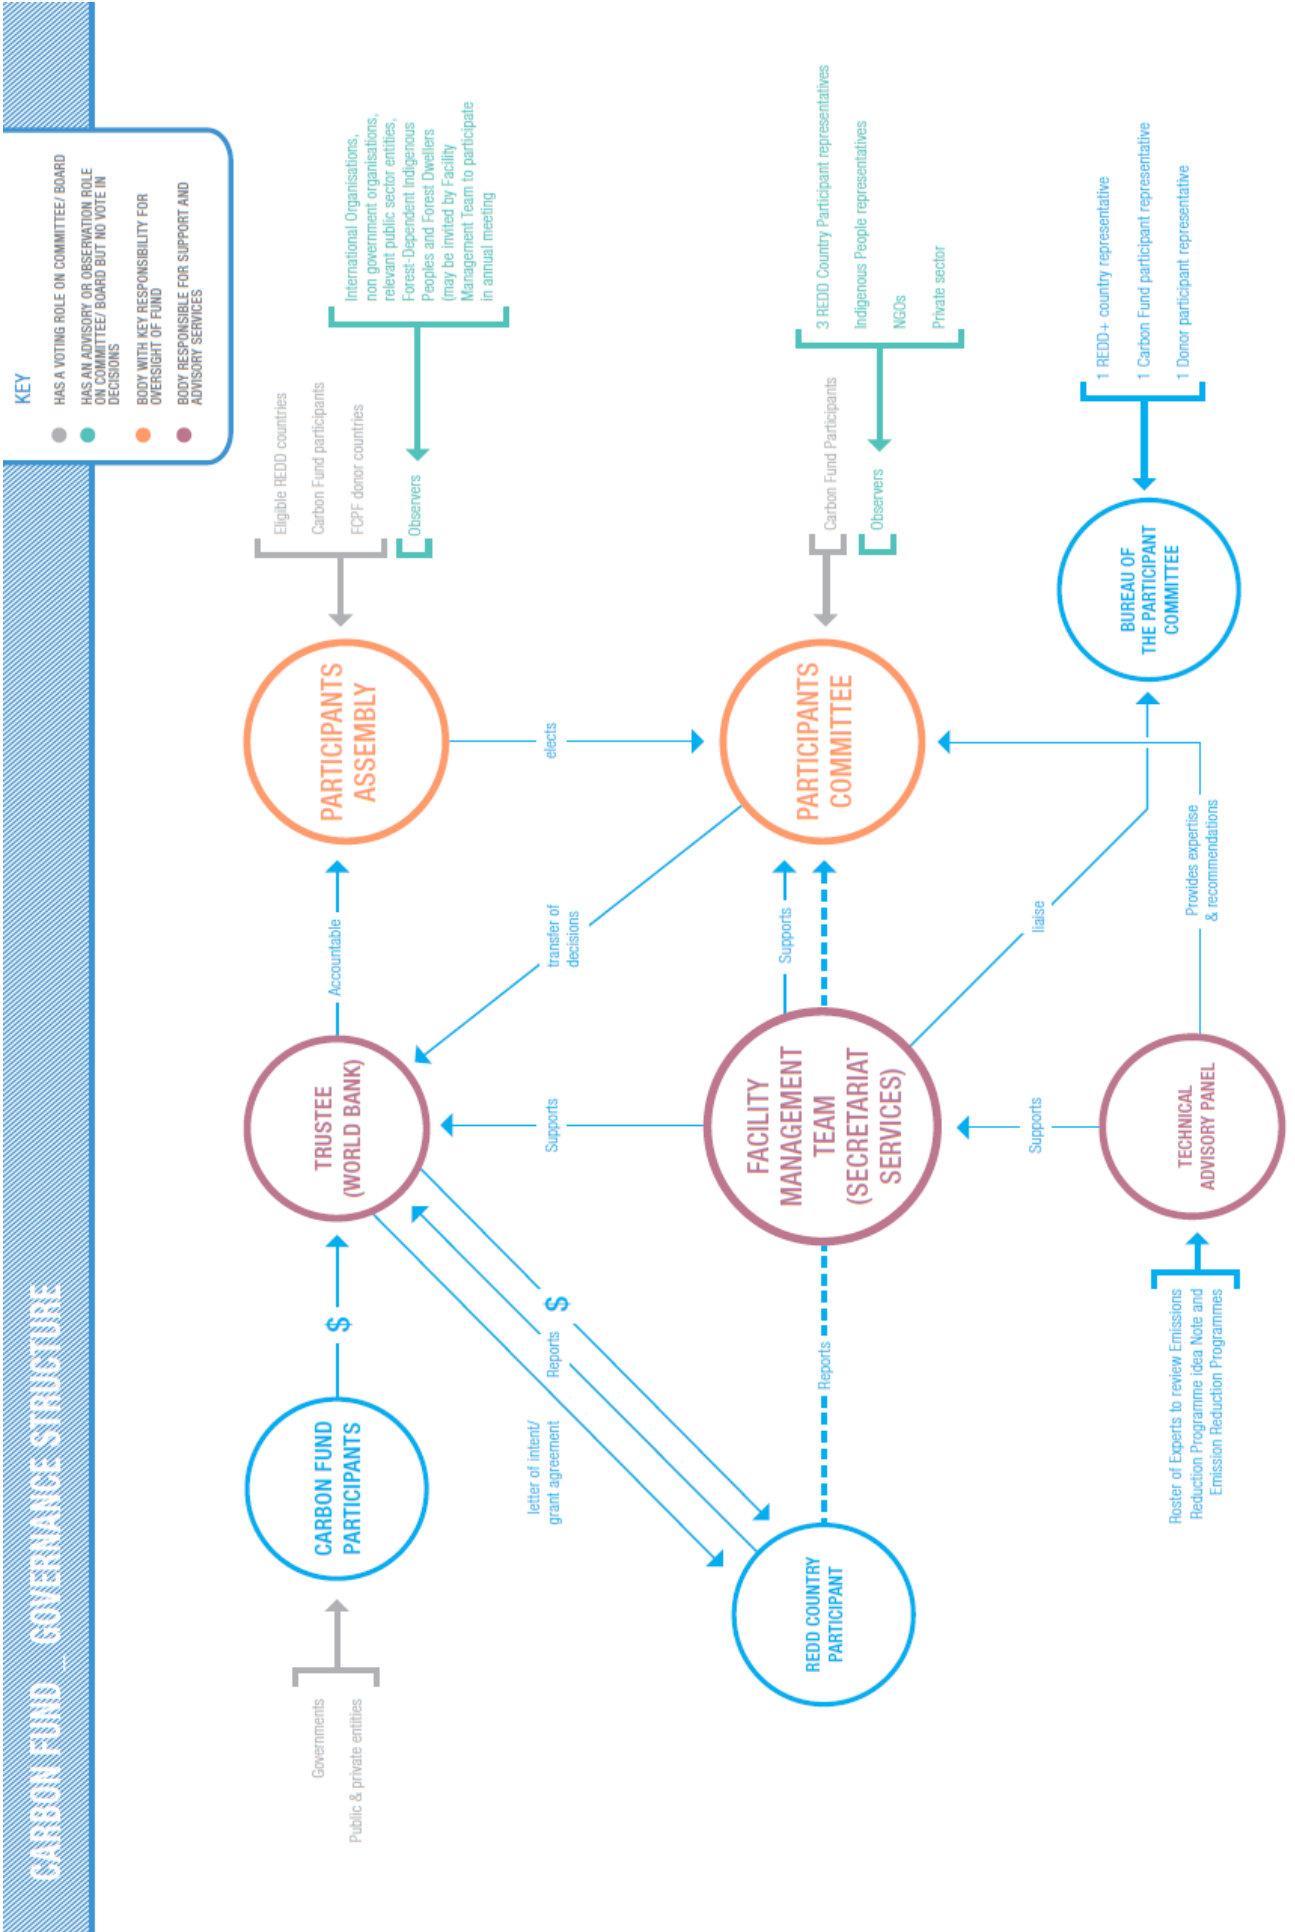 CARBON FUND _ GOVERNANCE STRUCTURE
KEY
HAS A VOTING ROLE ON COMMITTEE/ BOARD
HAS AN ADVISORY OR OBSERVATION ROLE
ON COMMITTEE/ BOARD BUT NO VOTE IN
DECISIONS
BODY WITH KEY RESPONSIBILITY FOR
OVERSIGHT OF FUND
BODY RESPONSIBLE FOR SUPPORT AND
ADVISORY SERVICES
Governments
Public & private entities
CARBON FUND
PARTICIPANTS
$
TRUSTEE
(WORLD BANK)
Accountable
PARTICIPANTS
ASSEMBLY
Eligible REDD countries
Carbon Fund participants
FCPF donor countries
Observers
International Organisations,
non government organisations,
relevant public sector entities,
Forest-Dependent Indigenous
Peoples and Forest Dwellers
(may be invited by Facility
Management Team to participate
in annual meeting
letter of intent/
grant agreement
Reports
$
Supports
transfer of
decisions
elects
REDD COUNTRY
PARTICIPANT
Reports
FACILITY
MANAGEMENT
TEAM
(SECRETARIAT
SERVICES)
Supports
PARTICIPANTS
COMMITTEE
Carbon Fund Participants
Observers
3 REDD Country Participant representatives
Indigenous People representatives
NGOs
Private sector
Supports
liaise
BUREAU OF
THE PARTICIPANT
COMMITTEE
1 REDD+ country representative
1 Carbon Fund participant representative
1 Donor participant representative
Roster of Experts to review Emissions
Reduction Programme idea Note and
Emission Reduction Programmes
TECHNICAL
ADVISORY PANEL
Provides expertise
& recommendations